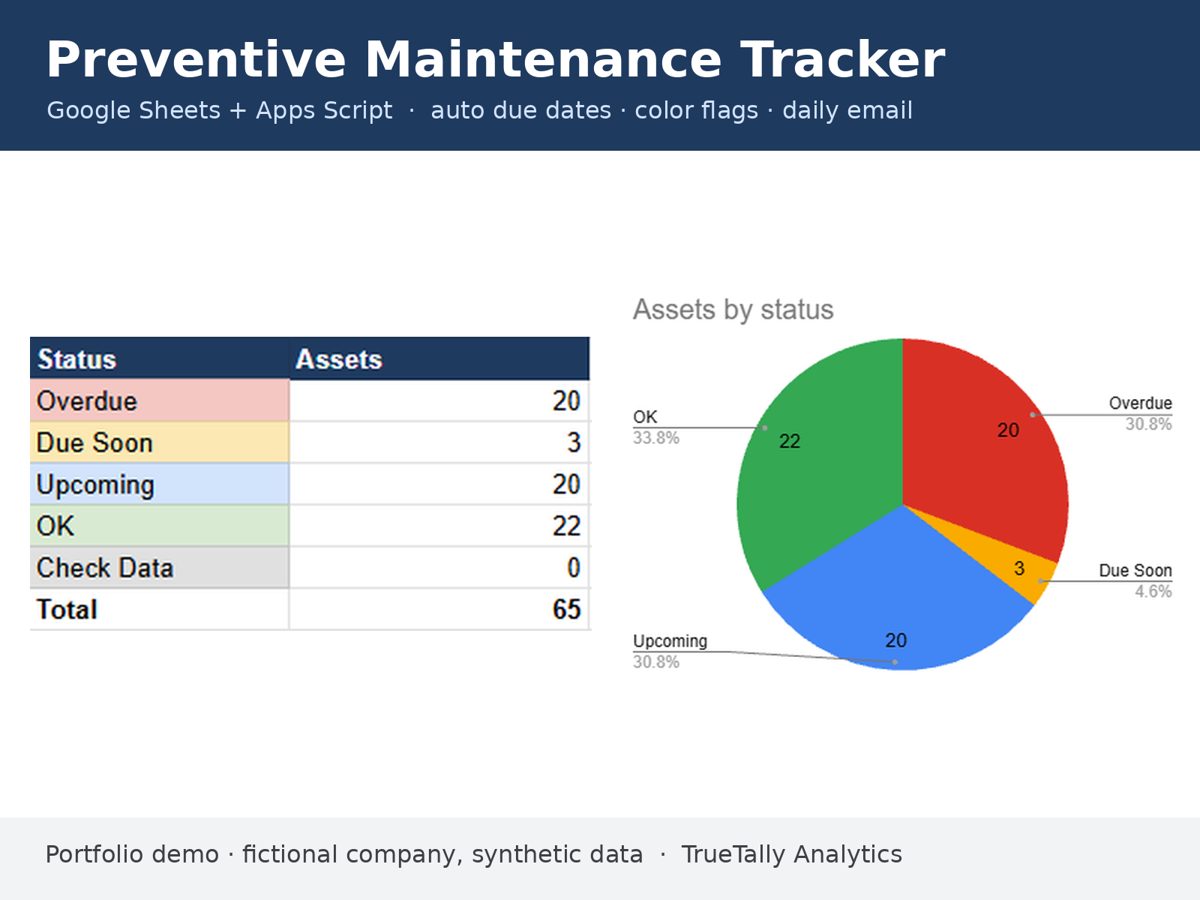 Preventive Maintenance Tracker
Google Sheets + Apps Script · auto due dates · color flags · daily email
Status Assets
Overdue 20
Due Soon 3
Upcoming 20
OK 22
Check Data 0
Total 65
Assets by status
OK
33.8%
22
20
Overdue
30.8%
3
Due Soon
4.6%
20
Upcoming
30.8%
Portfolio demo · fictional company, synthetic data · TrueTally Analytics